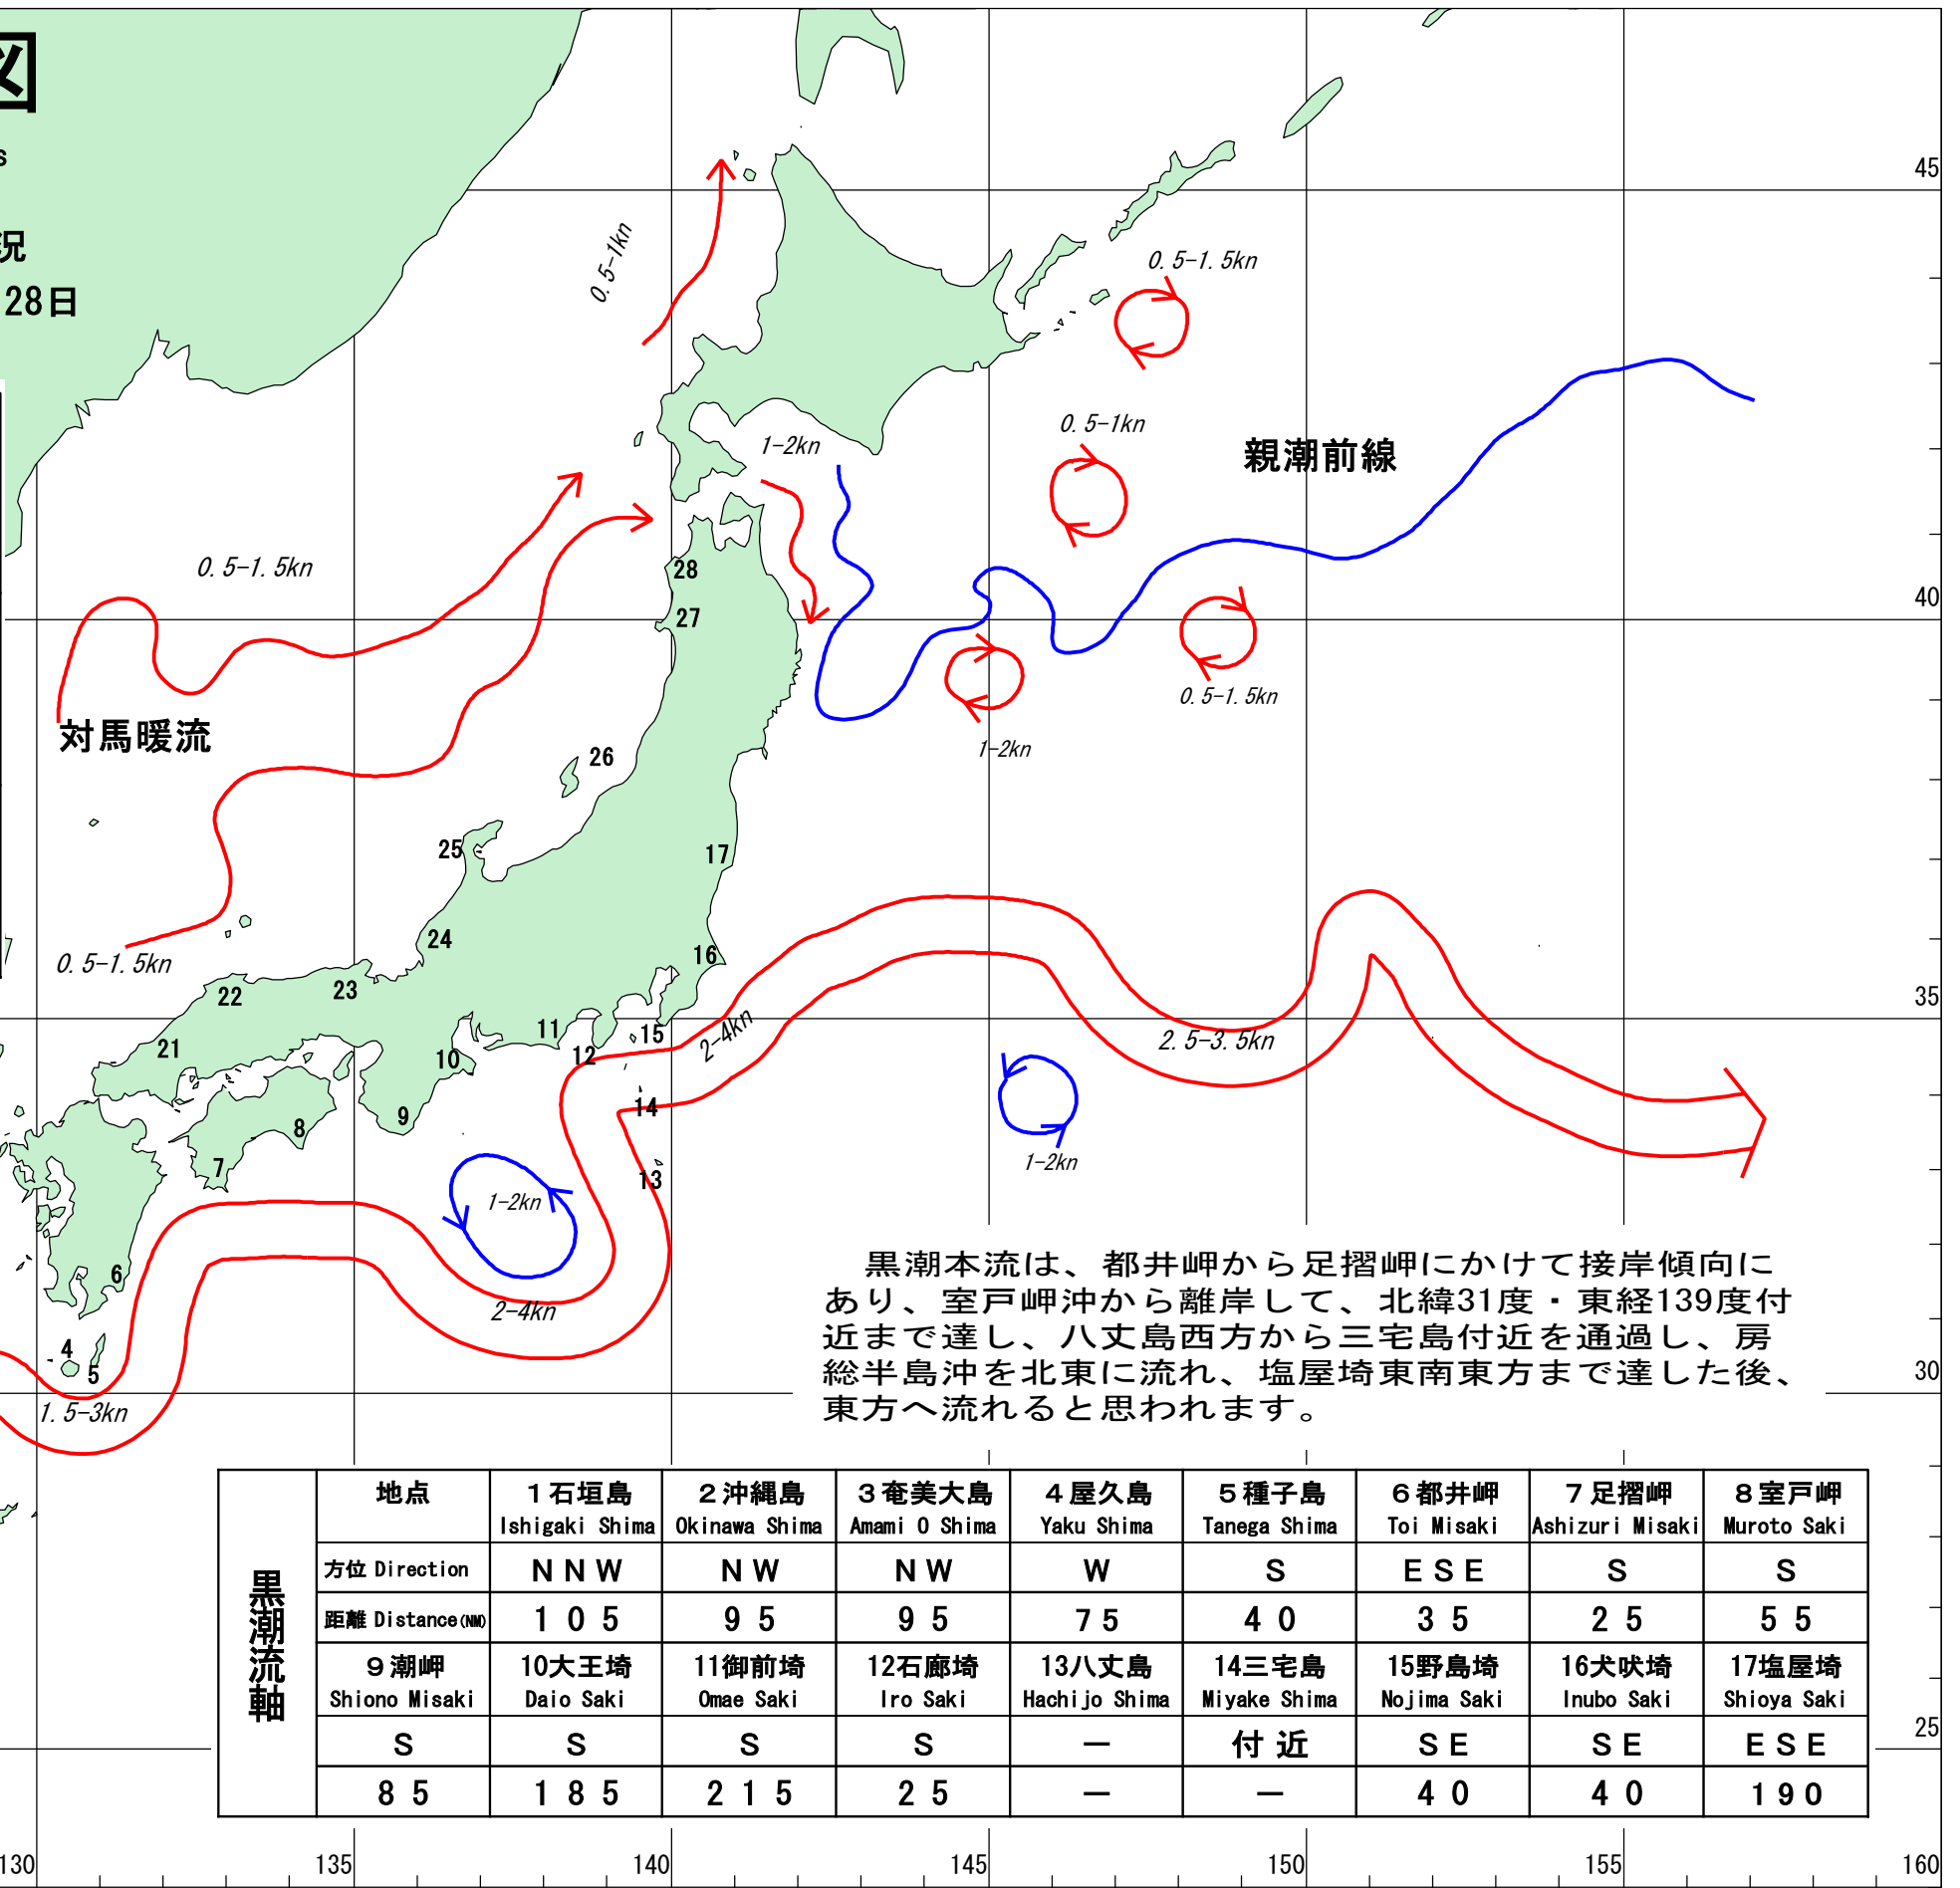 図
s
況
28日
45
0.5-1kn
0.5-1.5kn
0.5-1kn
1-2kn
親潮前線
0.5-1.5kn
28
27
40
0.5-1.5kn
対馬暖流
1-2kn
26
25
17
24
16
0.5-1.5kn
22
23
35
11
15
2-4kn
2.5-3.5kn
21
10
12
14
9
8
7
13
1-2kn
1-2kn
6
2-4kn
4
5
30
1.5-3kn
黒潮本流は、都井岬から足摺岬にかけて接岸傾向に
あり、室戸岬沖から離岸して、北緯31度・東経139度付
近まで達し、八丈島西方から三宅島付近を通過し、房
総半島沖を北東に流れ、塩屋埼東南東方まで達した後、
東方へ流れると思われます。
黒潮流軸
地点 1石垣島 2沖縄島 3奄美大島 4屋久島 5種子島 6都井岬 7足摺岬 8室戸岬
Ishigaki Shima Okinawa Shima Amami O Shima Yaku Shima Tanega Shima Toi Misaki Ashizuri Misaki Muroto Saki
方位 Direction NNW NW NW W S ESE S S
距離 Distance(NM) 105 95 95 75 40 35 25 55
9潮岬 10大王埼 11御前埼 12石廊埼 13八丈島 14三宅島 15野島埼 16犬吠埼 17塩屋埼
Shiono Misaki Daio Saki Omae Saki Iro Saki Hachijo Shima Miyake Shima Nojima Saki Inubo Saki Shioya Saki
S S S S — 付近 SE SE ESE
85 185 215 25 — — 40 40 190
25
130 135 140 145 150 155 160